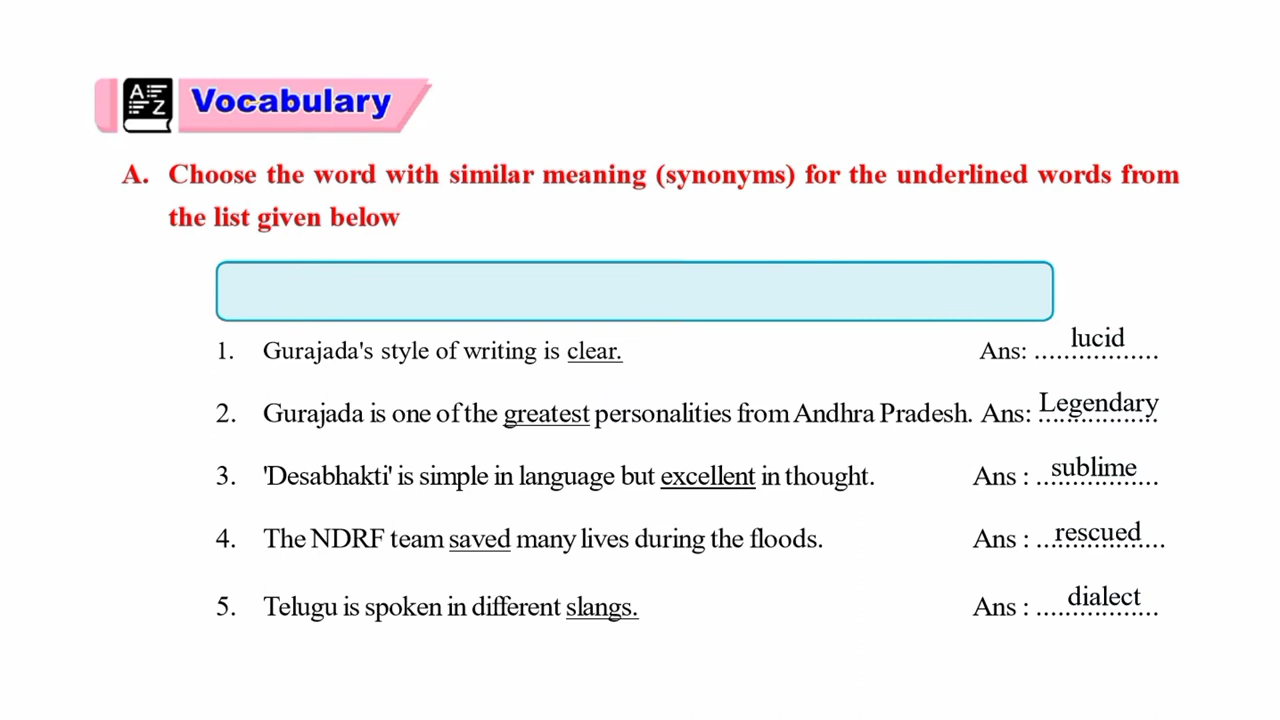 A Z
Vocabulary
A. Choose the word with similar meaning (synonyms) for the underlined words from
the list given below
1. Gurajada's style of writing is clear. Ans: .................. lucid
2. Gurajada is one of the greatest personalities from Andhra Pradesh. Ans: ................. Legendary
3. 'Desabhakti' is simple in language but excellent in thought. Ans : ................. sublime
4. The NDRF team saved many lives during the floods. Ans : .................. rescued
5. Telugu is spoken in different slangs. Ans : ................. dialect